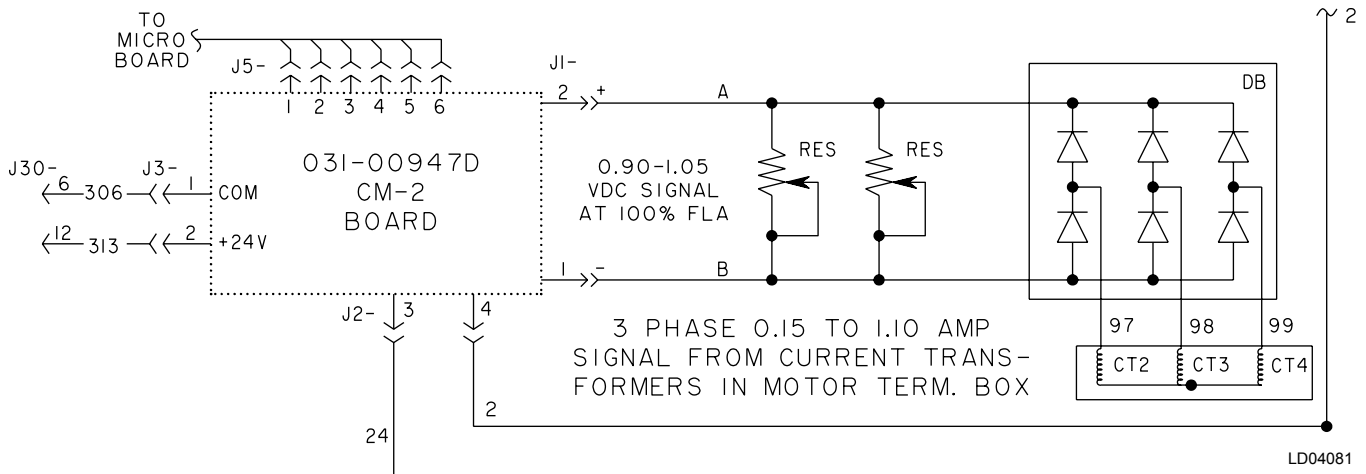 TO
MICRO
BOARD
2
J5-
J1-
1 2 3 4 5 6
2 +
A
DB
031-00947D
CM-2
BOARD
RES
RES
0.90-1.05
VDC SIGNAL
AT 100% FLA
J30-
J3-
6 306 1 COM
12 313 2 +24V
1 -
B
J2-
3
4
3 PHASE 0.15 TO 1.10 AMP
SIGNAL FROM CURRENT TRANS-
FORMERS IN MOTOR TERM. BOX
97 98 99
CT2 CT3 CT4
2
24
LD04081